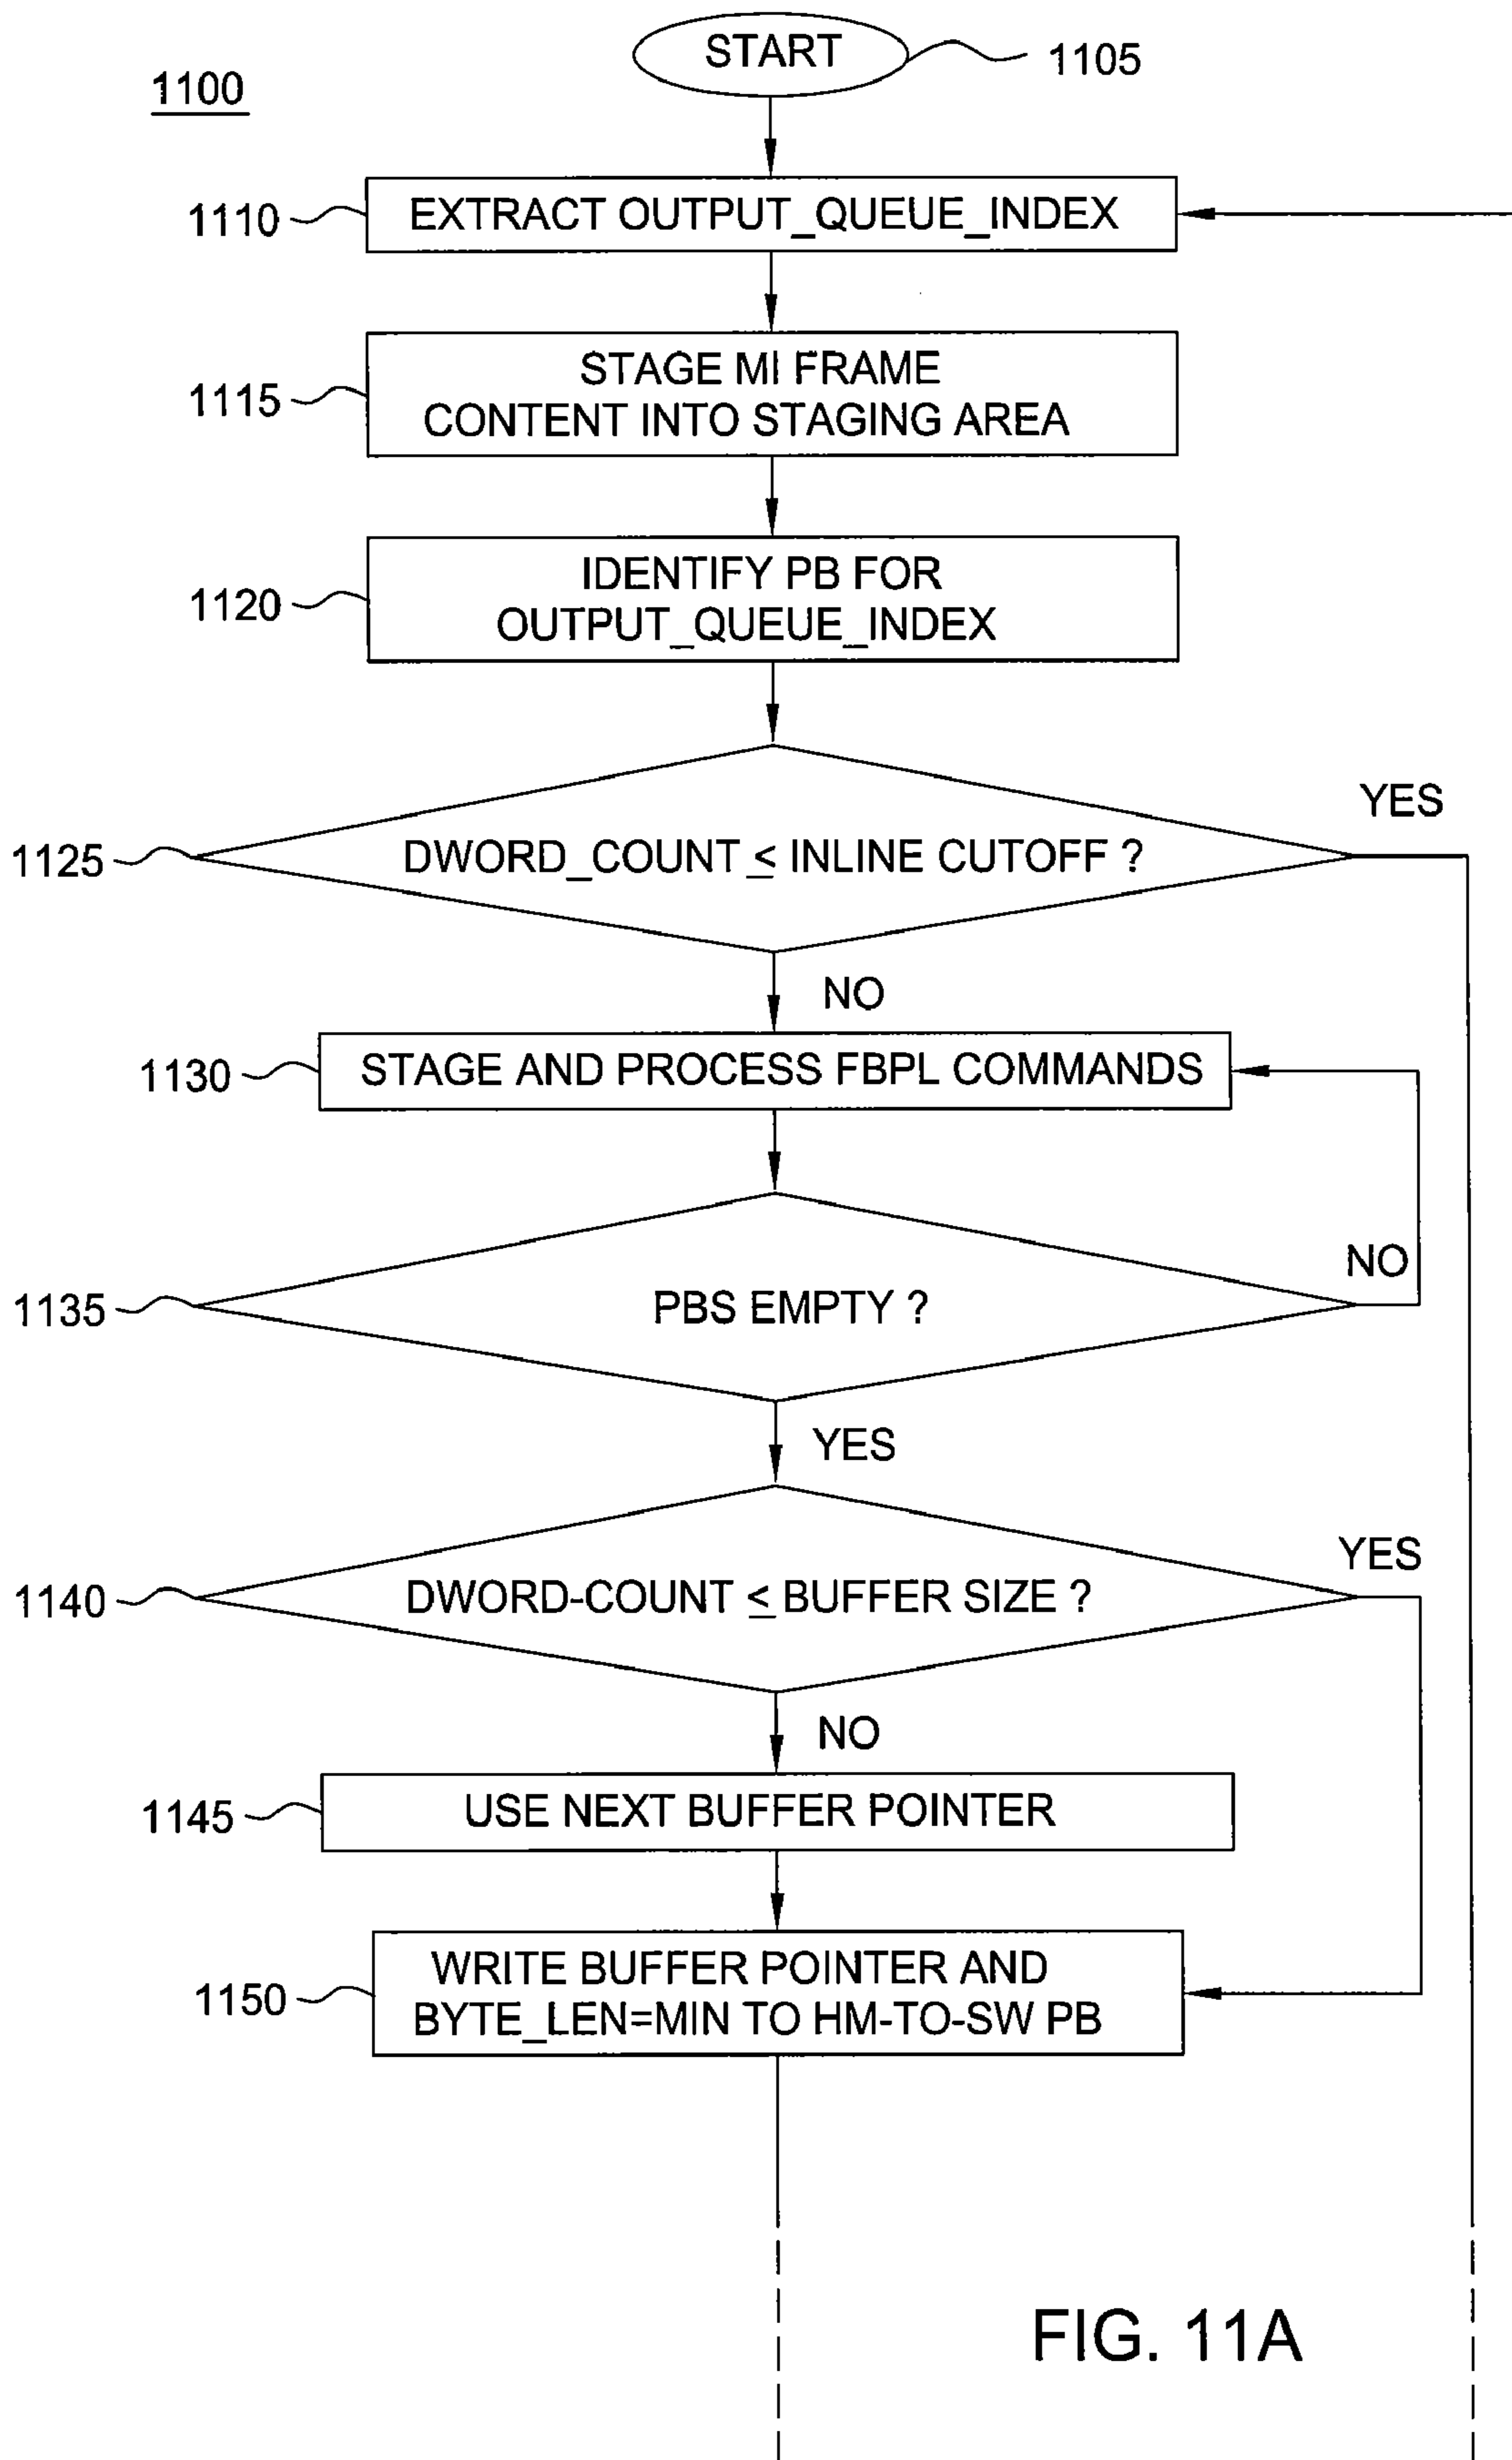 START
1105
1100
1110
EXTRACT OUTPUT_QUEUE_INDEX
1115
STAGE MI FRAME
CONTENT INTO STAGING AREA
1120
IDENTIFY PB FOR
OUTPUT_QUEUE_INDEX
YES
1125
DWORD_COUNT ≤ INLINE CUTOFF ?
NO
1130
STAGE AND PROCESS FBPL COMMANDS
NO
1135
PBS EMPTY ?
YES
YES
1140
DWORD-COUNT ≤ BUFFER SIZE ?
NO
1145
USE NEXT BUFFER POINTER
1150
WRITE BUFFER POINTER AND
BYTE_LEN=MIN TO HM-TO-SW PB
FIG. 11A